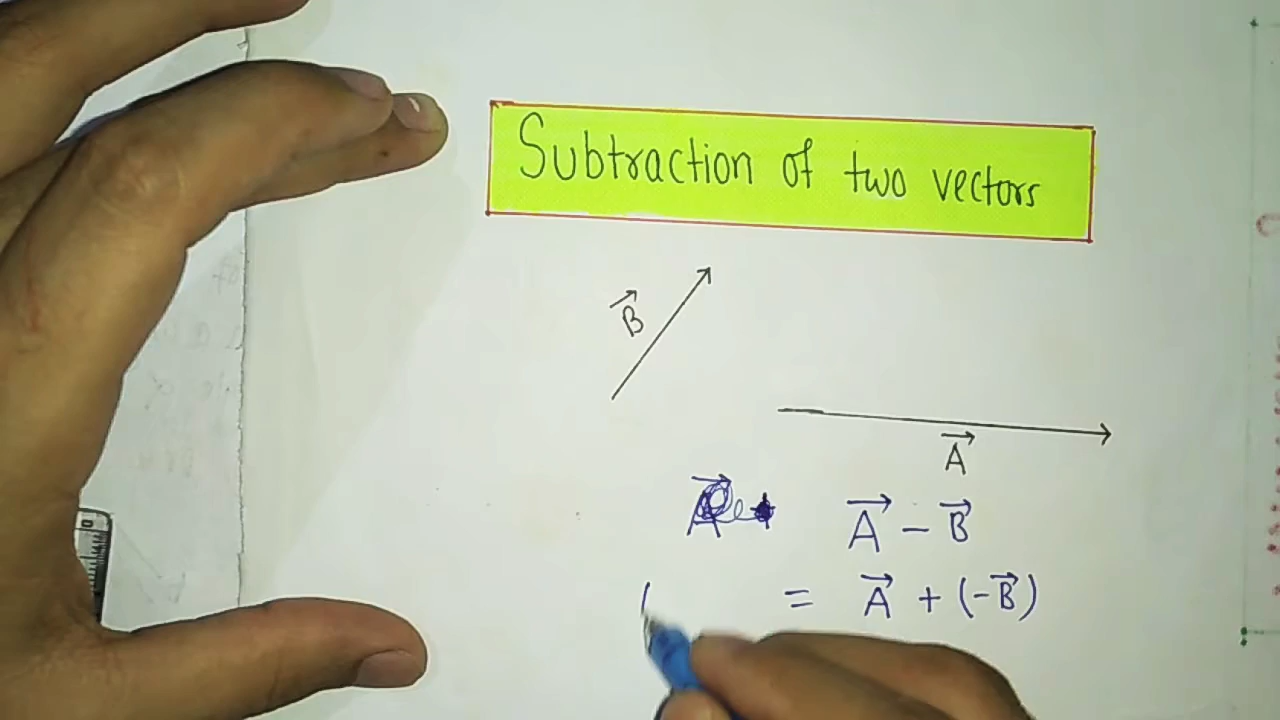 Subtraction of two vectors
B⃗
A⃗
A⃗ − B⃗
= A⃗ + (−B⃗)